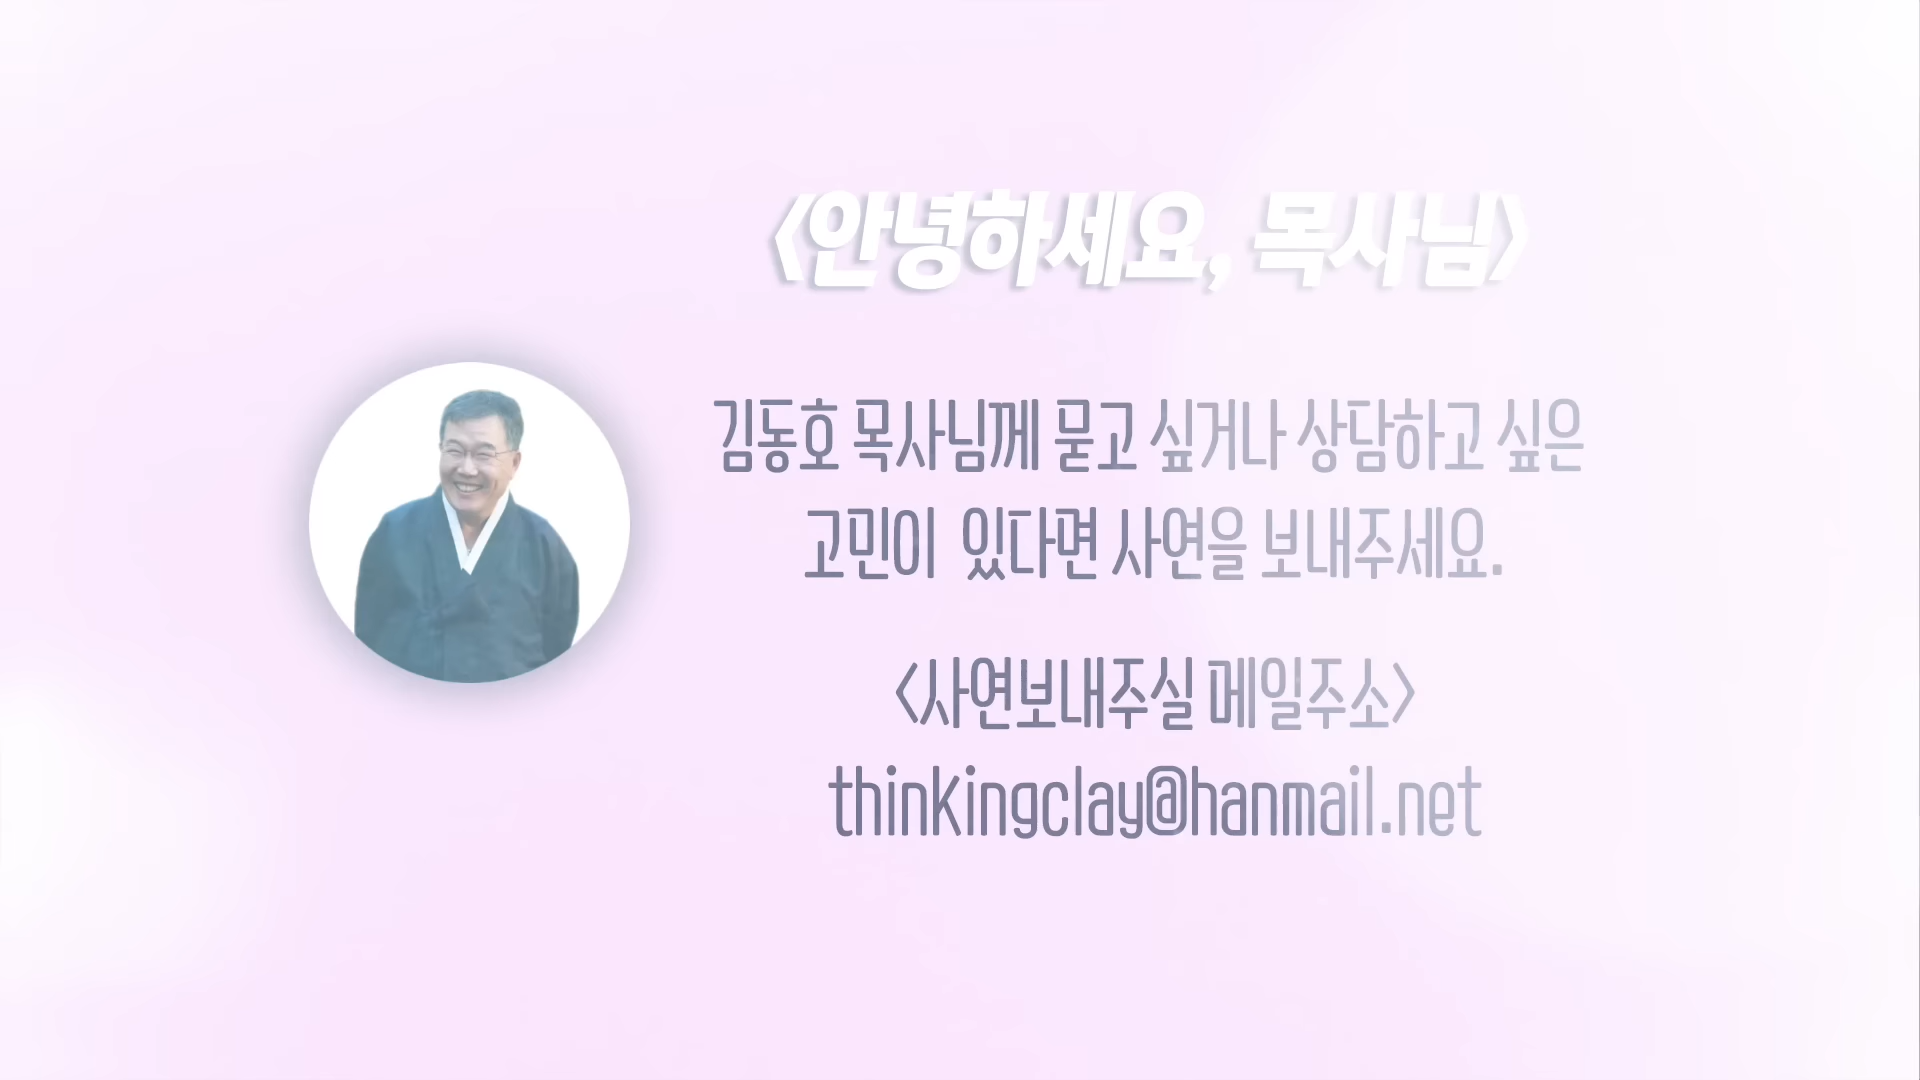 <안녕하세요, 목사님>
김동호 목사님께 묻고 싶거나 상담하고 싶은
고민이 있다면 사연을 보내주세요.
<사연보내주실 메일주소>
thinkingclay@hanmail.net